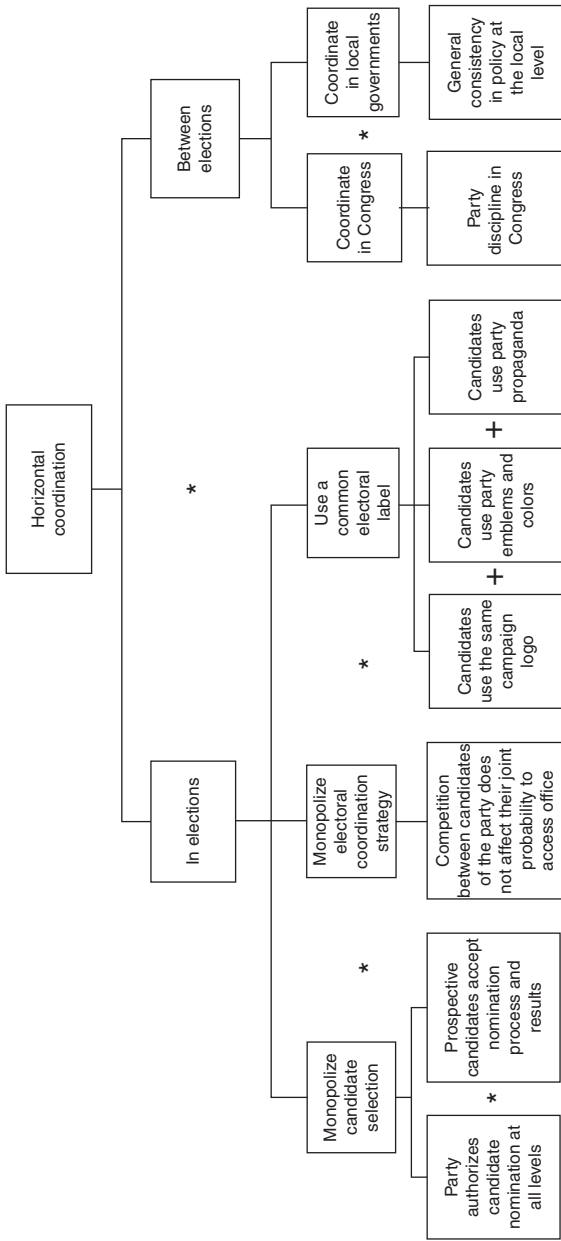 Horizontal
coordination
In elections
*
Between
elections
Monopolize
candidate
selection
*
Monopolize
electoral
coordination
strategy
*
Use a
common
electoral
label
Coordinate
in Congress
*
Coordinate
in local
governments
Party
authorizes
candidate
nomination at
all levels
*
Prospective
candidates accept
nomination
process and
results
Competition
between candidates
of the party does
not affect their joint
probability to
access office
Candidates
use the same
campaign
logo
+
Candidates
use party
emblems and
colors
+
Candidates
use party
propaganda
Party
discipline in
Congress
General
consistency
in policy at
the local
level